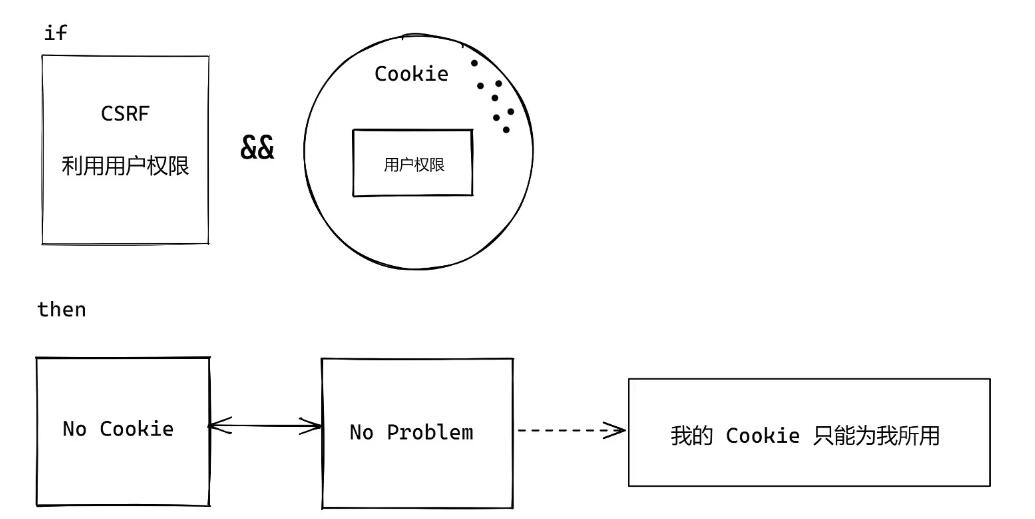 if
CSRF
利用用户权限
&&
Cookie
用户权限
then
No Cookie
No Problem
我的 Cookie 只能为我所用